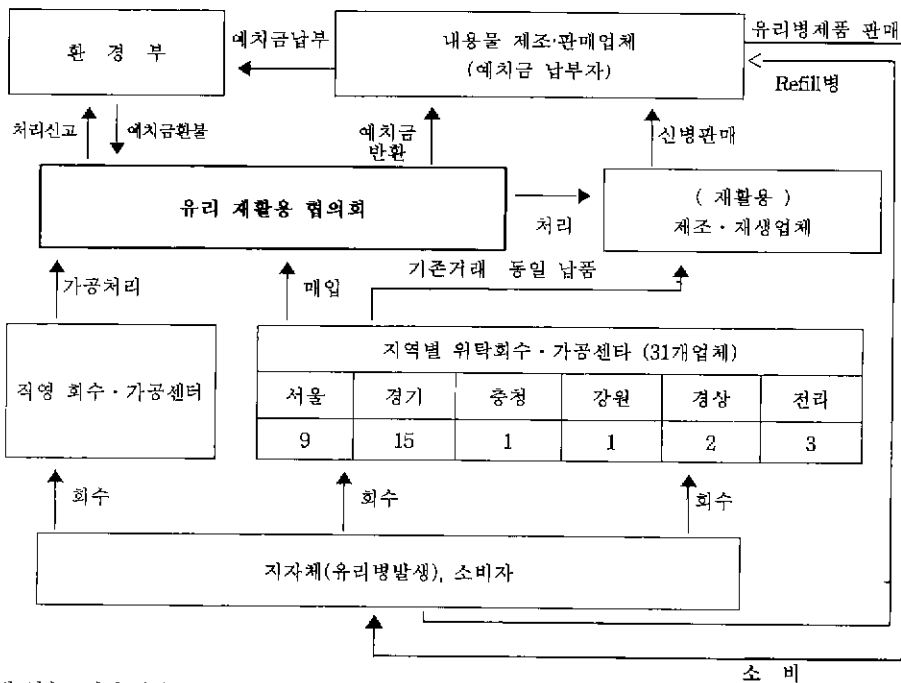 환 경 부
예치금납부
내용물 제조·판매업체
(예치금 납부자)
유리병제품 판매
Refill병
처리신고
예치금환불
예치금
반환
신병판매
유리 재활용 협의회
처리
( 재활용 )
제조·재생업체
가공처리
매입
기존거래 동일 납품
직영 회수·가공센터
지역별 위탁회수·가공센타 (31개업체)
서울 경기 충청 강원 경상 전라
9 15 1 1 2 3
회수
회수
회수
지자체(유리병발생), 소비자
소 비